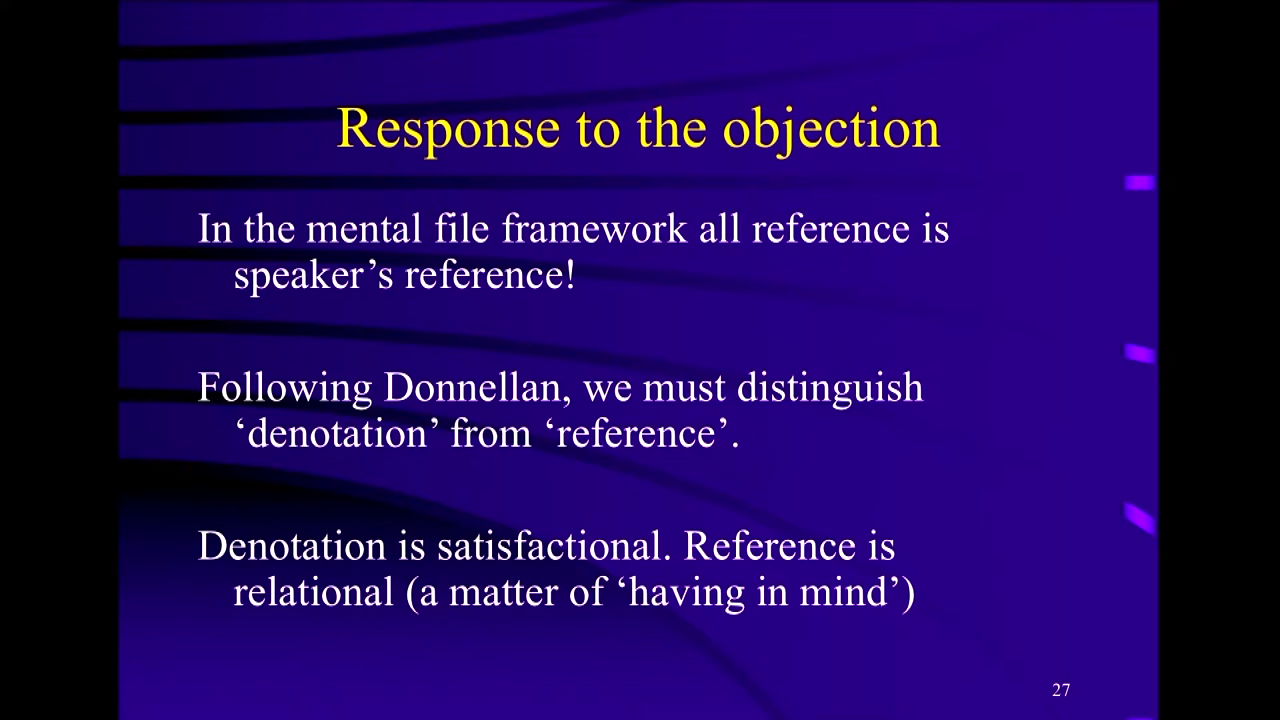 Response to the objection
In the mental file framework all reference is
speaker’s reference!
Following Donnellan, we must distinguish
‘denotation’ from ‘reference’.
Denotation is satisfactional. Reference is
relational (a matter of ‘having in mind’)
27